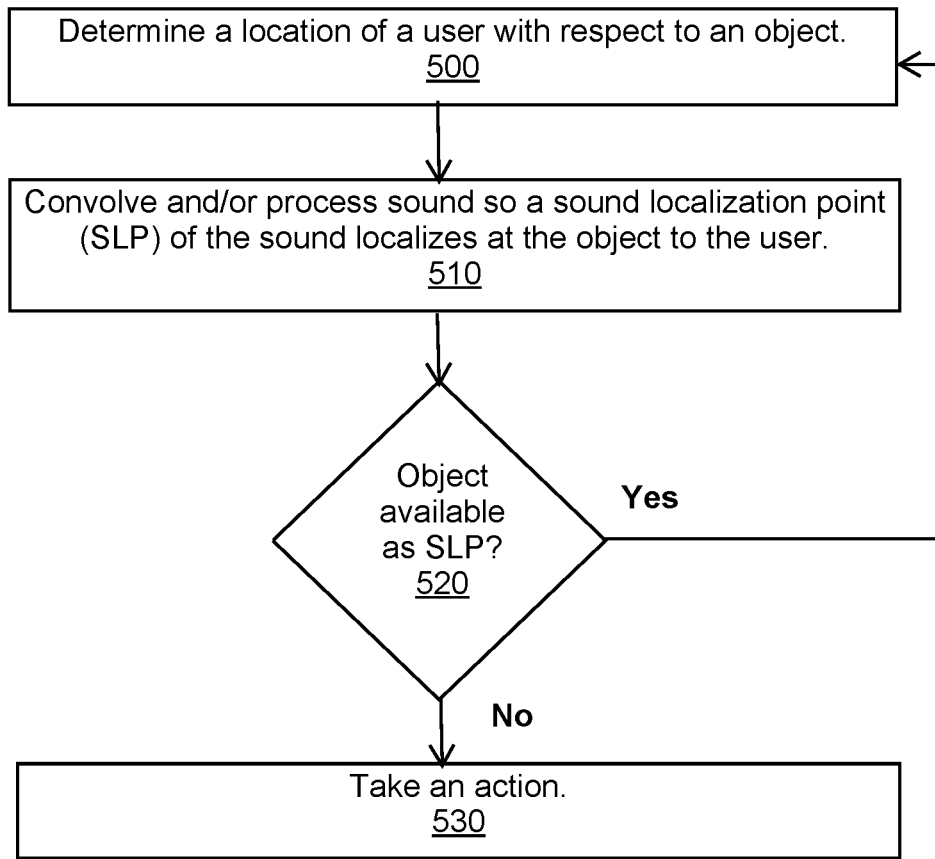 Determine a location of a user with respect to an object.
500
Convolve and/or process sound so a sound localization point
(SLP) of the sound localizes at the object to the user.
510
Object
available
as SLP?
520
Yes
No
Take an action.
530